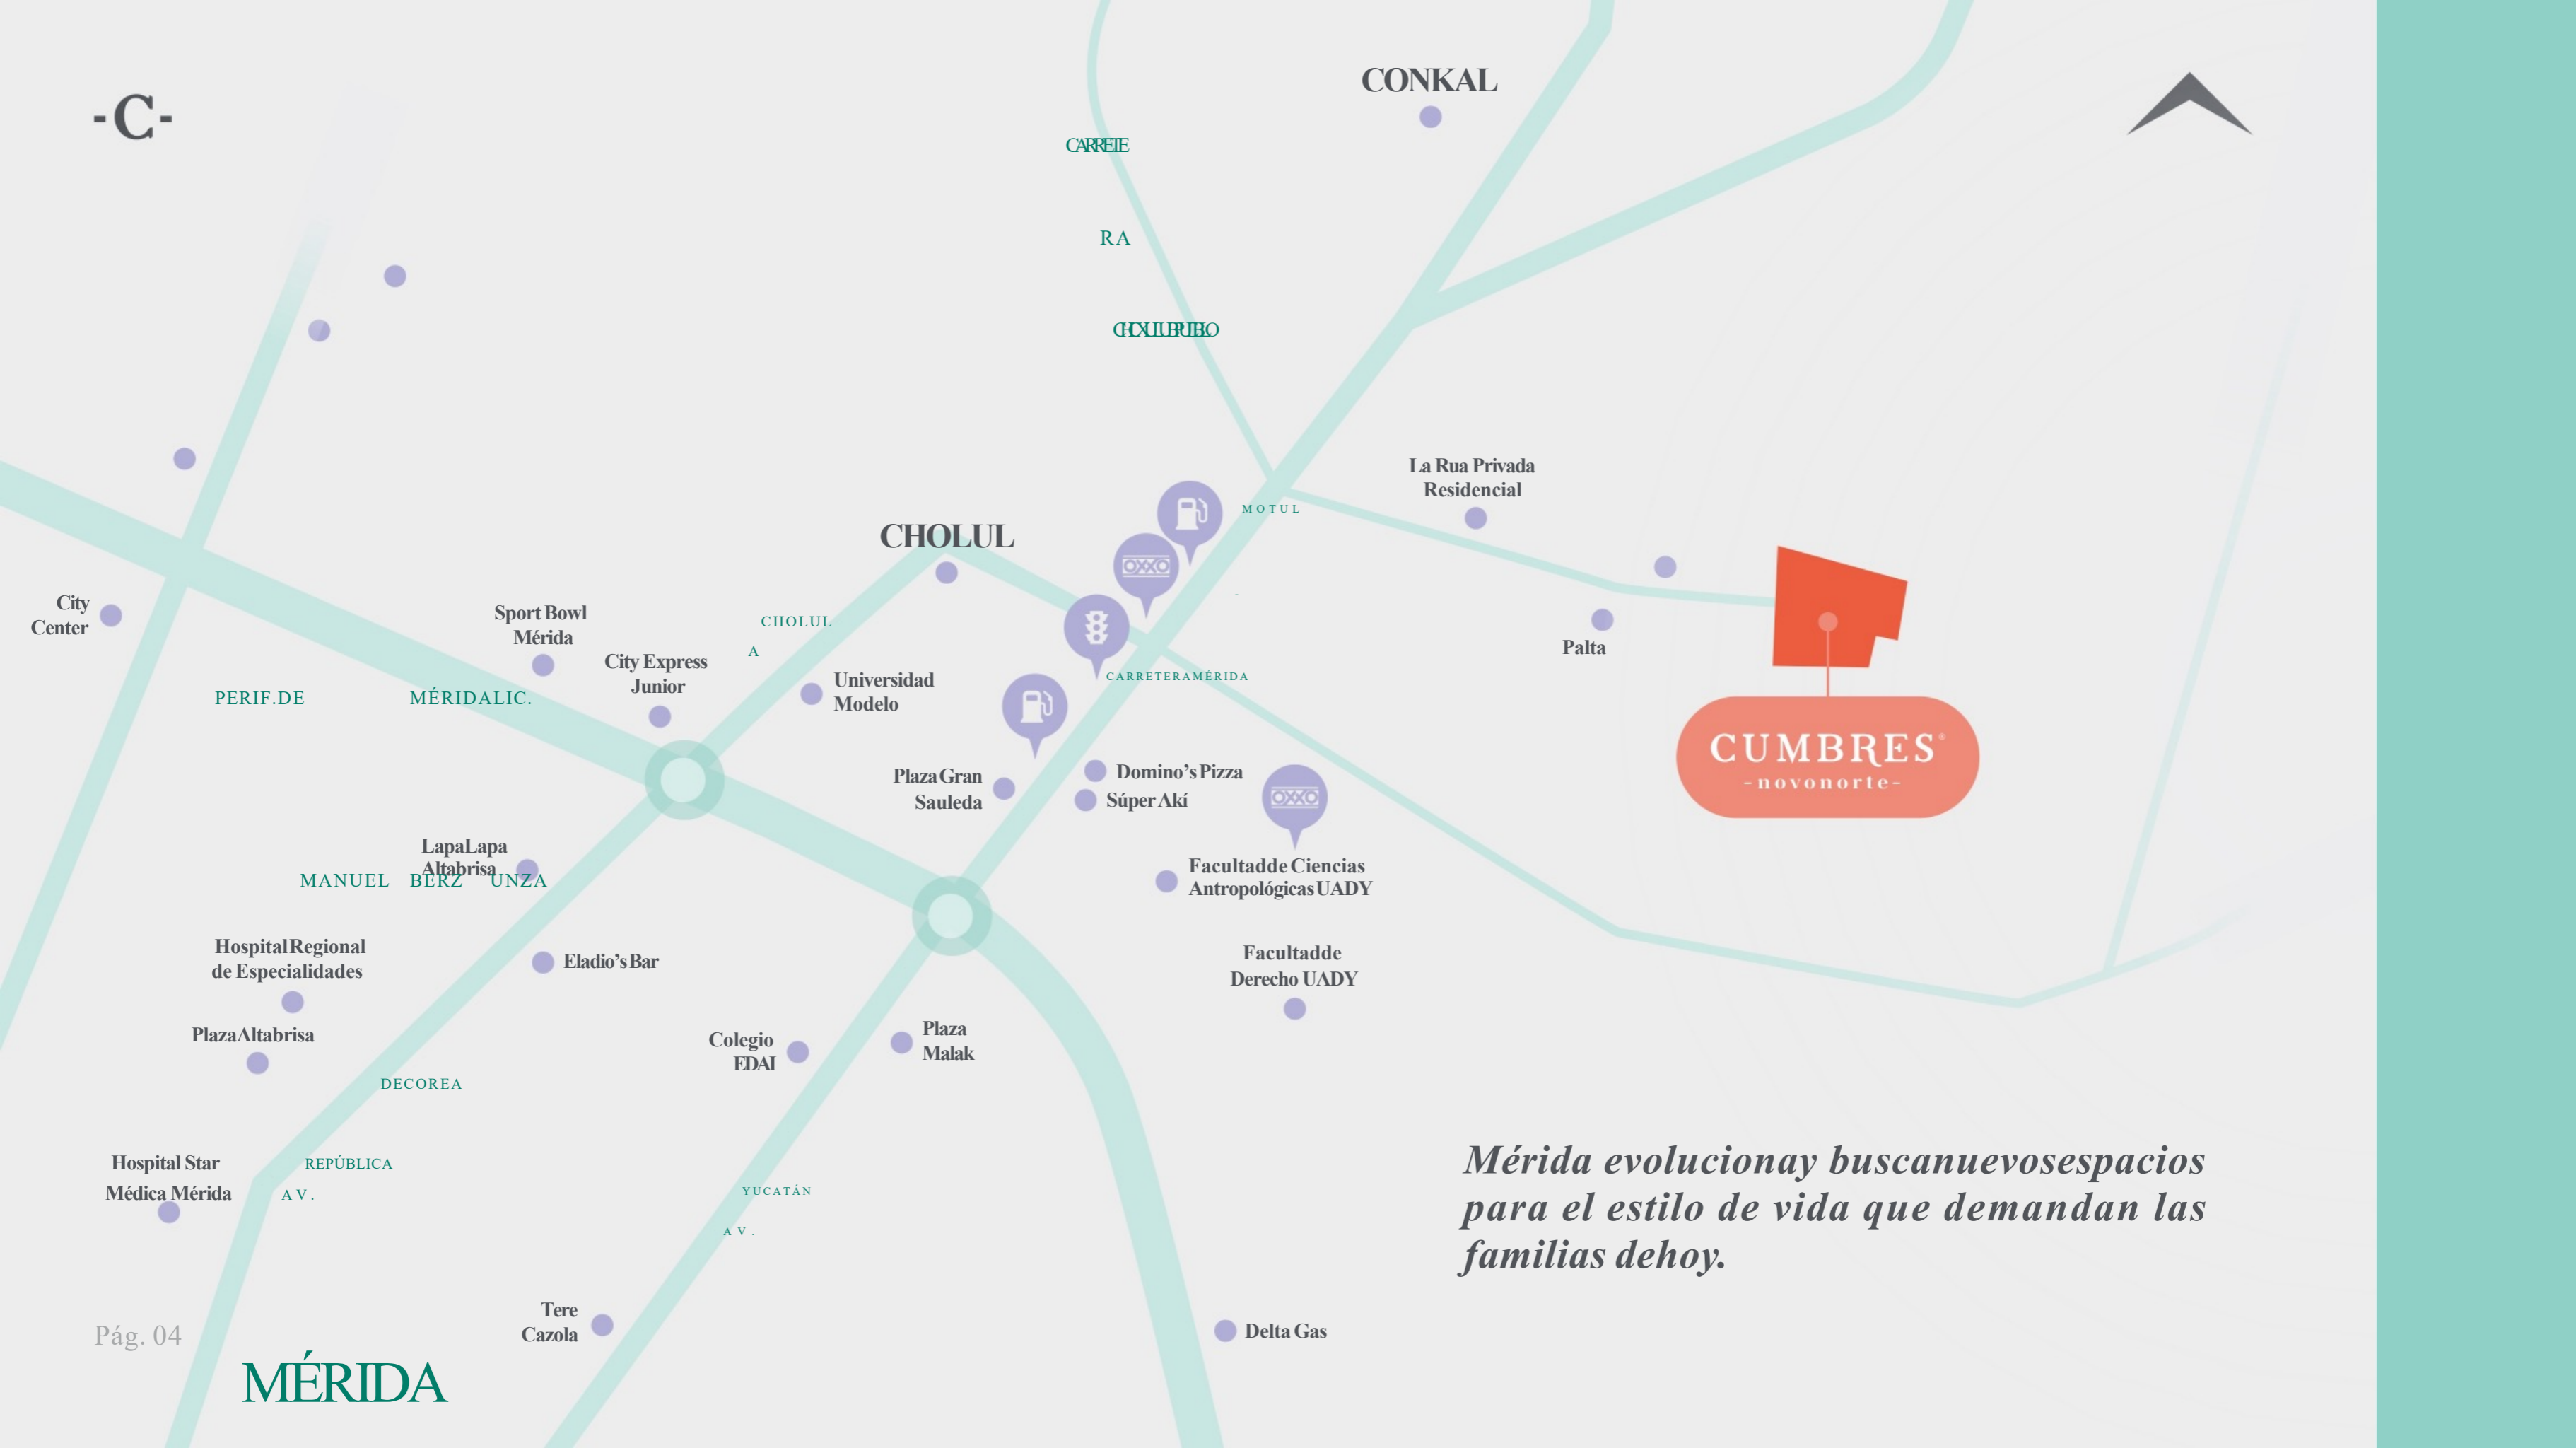 -C-
CONKAL
CARRETE
RA
La Rua Privada
Residencial
MOTUL
-
CHOLUL
City
Center
Sport Bowl
Mérida
City Express
Junior
CHOLUL
A
Universidad
Modelo
OXXO
CARRETERAMÉRIDA
Palta
PERIF.DE MÉRIDALIC.
CUMBRES®
-novonorte-
Plaza Gran
Sauleda
Domino’s Pizza
Súper Akí
OXXO
LapaLapa
Altabrisa
MANUEL BERZ UNZA
Facultadde Ciencias
Antropológicas UADY
Hospital Regional
de Especialidades
Eladio’s Bar
Facultadde
Derecho UADY
PlazaAltabrisa
Colegio
EDAI
Plaza
Malak
DECOREA
Hospital Star
Médica Mérida
REPÚBLICA
AV.
YUCATÁN
AV.
Mérida evolucionay buscanuevosespacios
para el estilo de vida que demandan las
familias dehoy.
Tere
Cazola
Delta Gas
Pág. 04
MÉRIDA